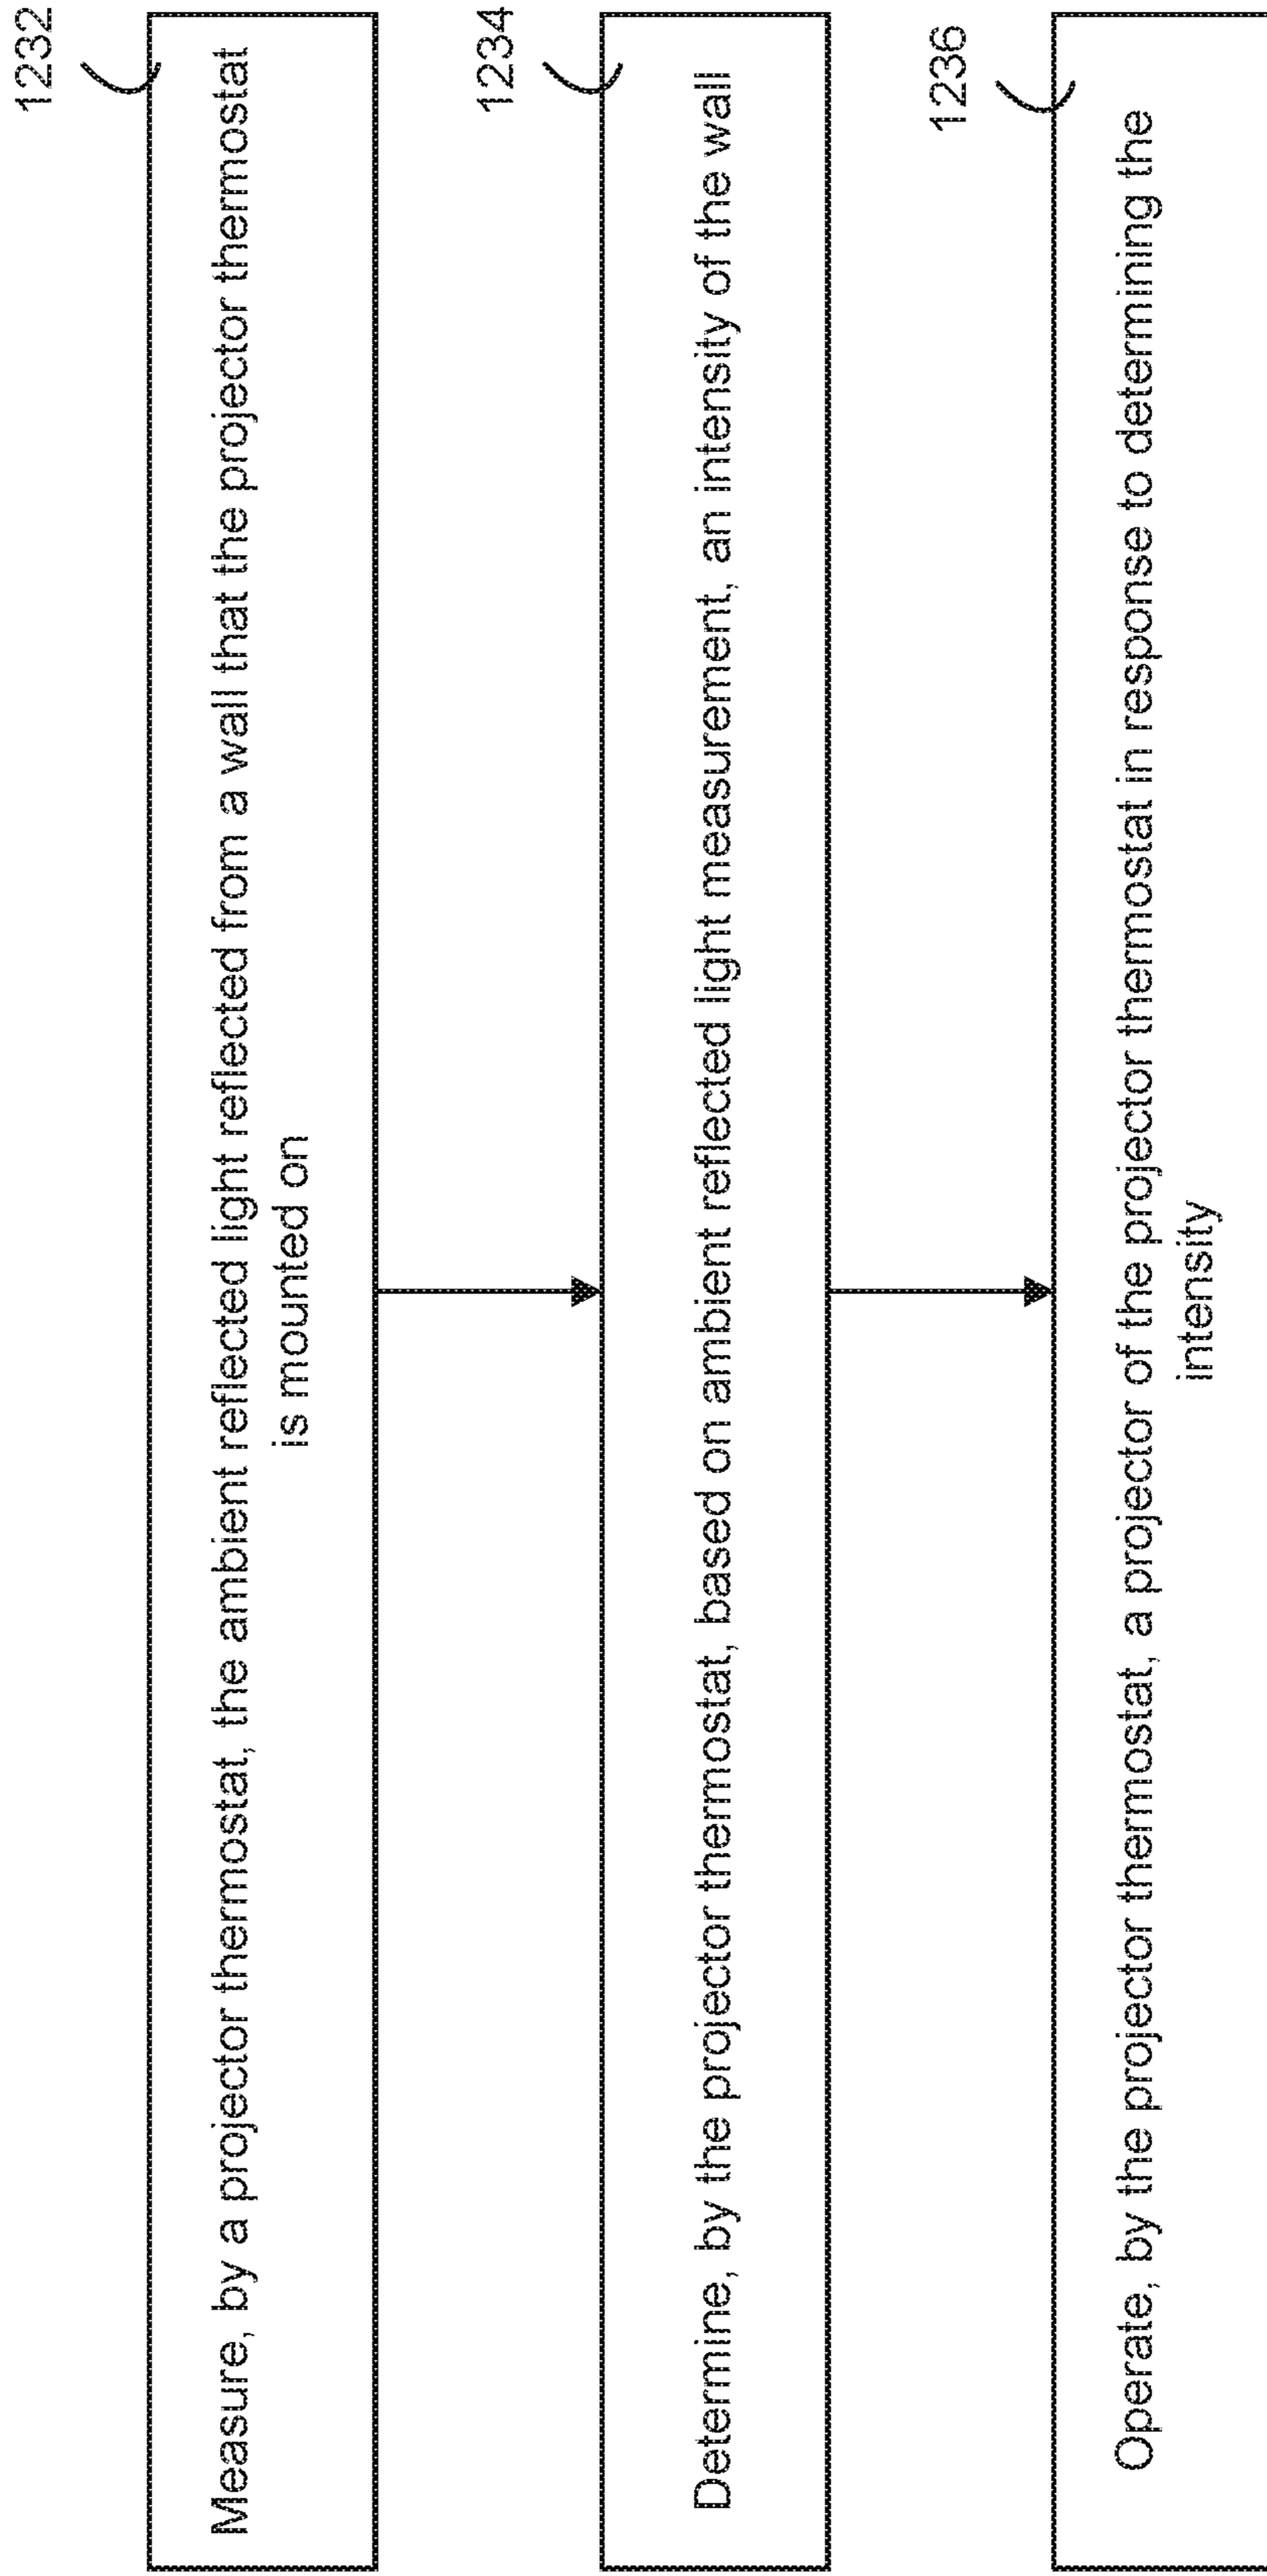 1232
Measure, by a projector thermostat, the ambient reflected light reflected from a wall that the projector thermostat
is mounted on
1234
Determine, by the projector thermostat, based on ambient reflected light measurement, an intensity of the wall
1236
Operate, by the projector thermostat, a projector of the projector thermostat in response to determining the
intensity